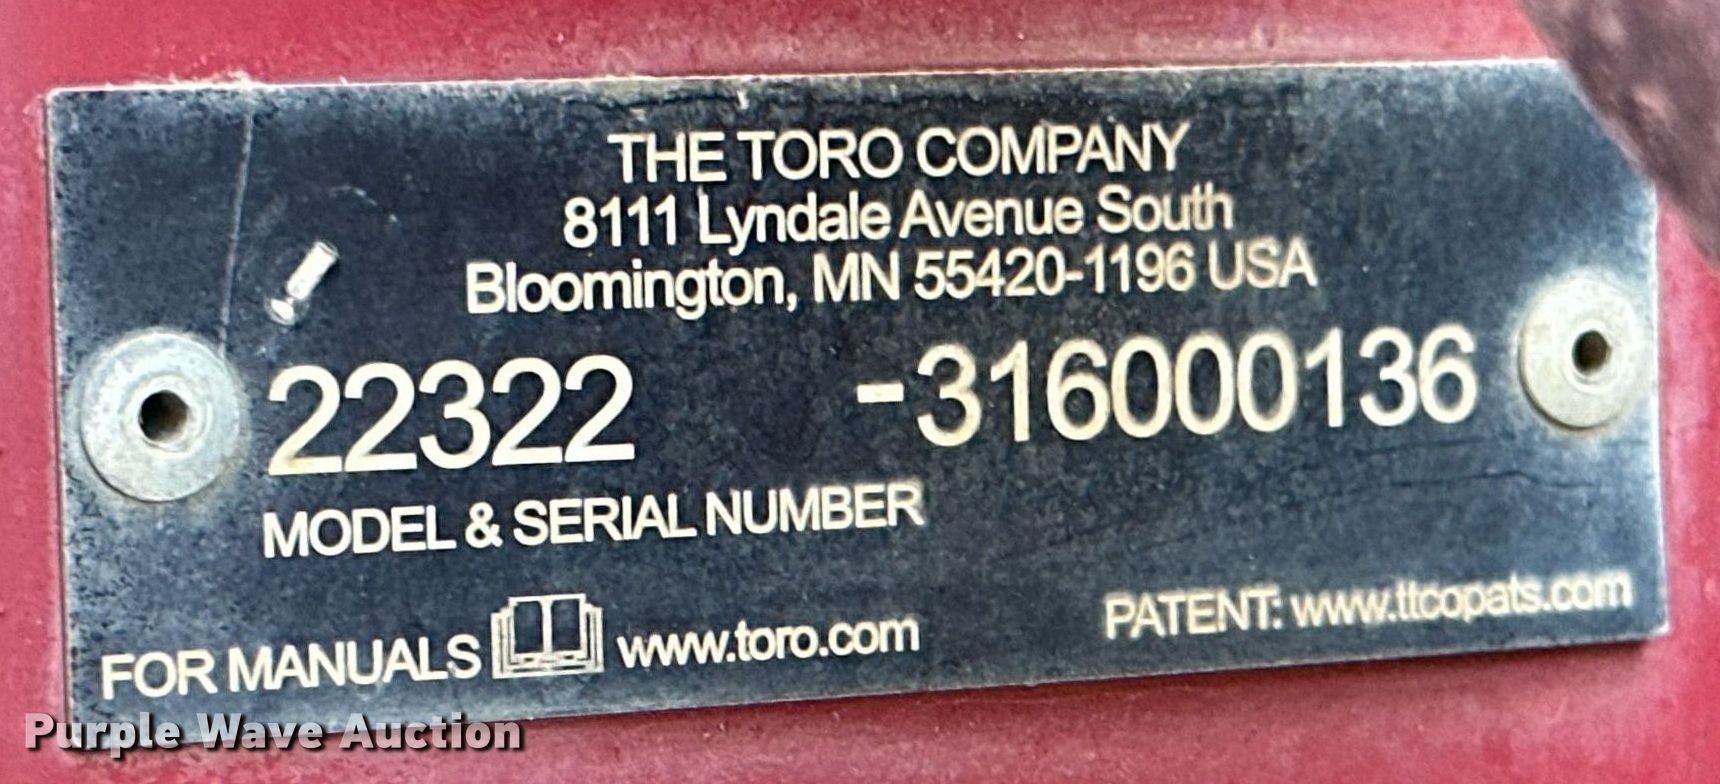 THE TORO COMPANY
8111 Lyndale Avenue South
Bloomington, MN 55420-1196 USA
22322 -316000136
MODEL & SERIAL NUMBER
FOR MANUALS www.toro.com
PATENT: www.ttcopats.com
Purple Wave Auction